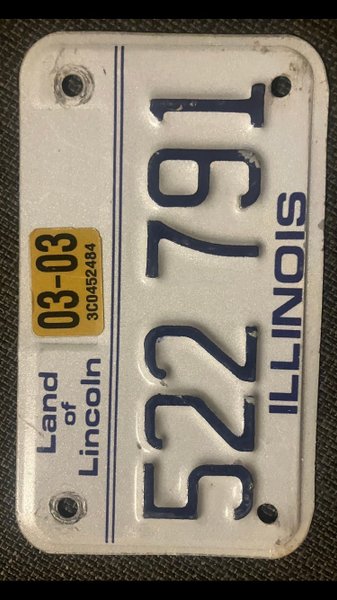 Land
of
Lincoln
03-03
3C0452484
522 791
ILLINOIS